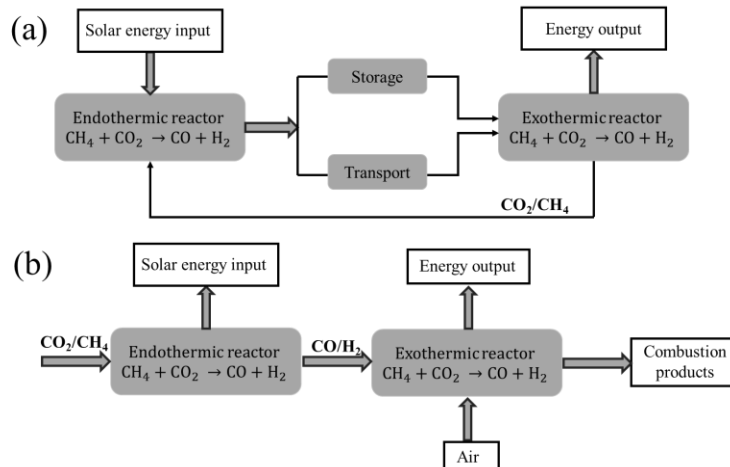 (a)
Solar energy input
Energy output
Storage
Endothermic reactor
CH₄ + CO₂ → CO + H₂
Exothermic reactor
CH₄ + CO₂ → CO + H₂
Transport
CO₂/CH₄
(b)
Solar energy input
Energy output
CO₂/CH₄
Endothermic reactor
CH₄ + CO₂ → CO + H₂
CO/H₂
Exothermic reactor
CH₄ + CO₂ → CO + H₂
Combustion
products
Air